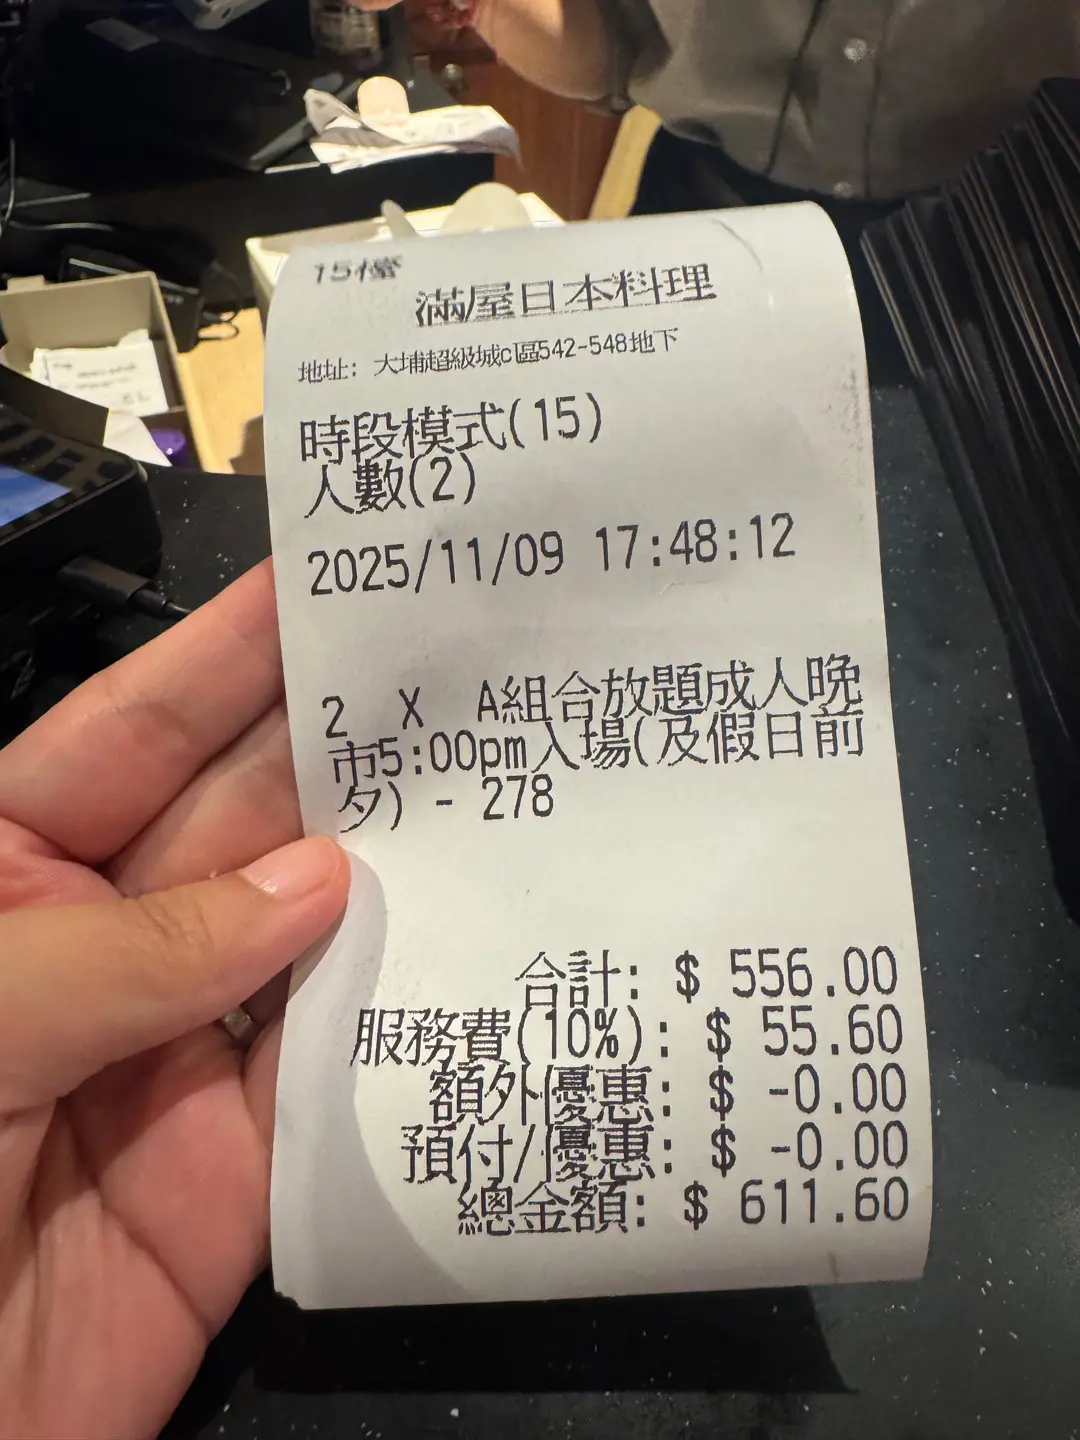 15檯
滿屋日本料理
地址: 大埔超級城c區542-548地下
時段模式(15)
人數(2)
2025/11/09 17:48:12
2 X A組合放題成人晚
市5:00pm入場(及假日前
夕) - 278
合計: $ 556.00
服務費(10%): $ 55.60
額外優惠: $ -0.00
預付/優惠: $ -0.00
總金額: $ 611.60